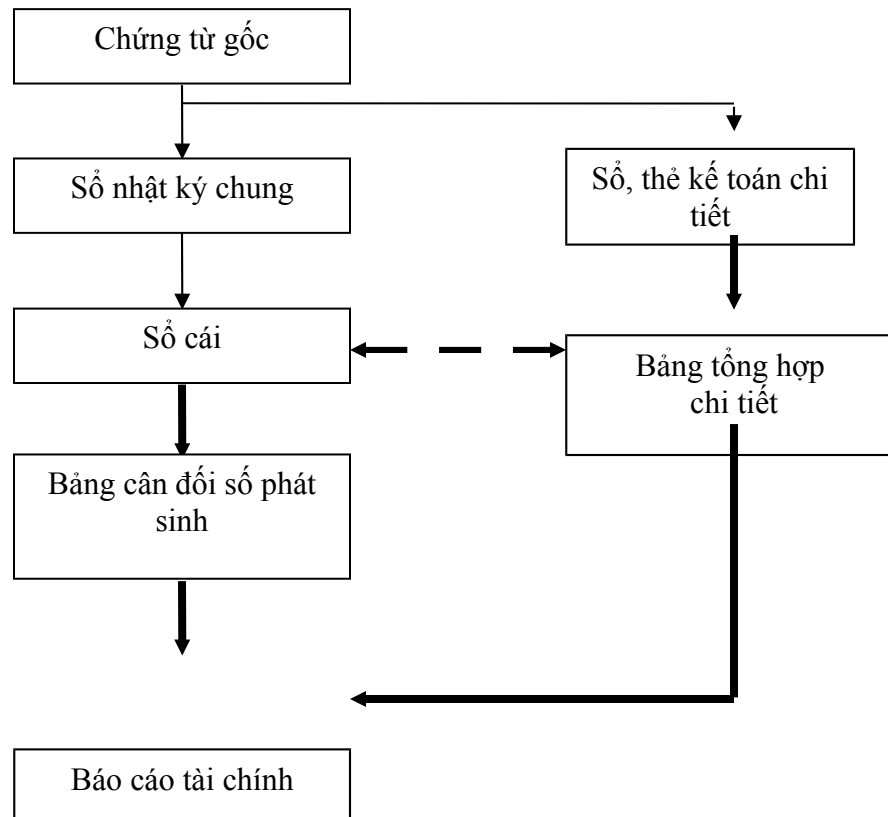 Chứng từ gốc
Sổ nhật ký chung
Sổ, thẻ kế toán chi
tiết
Sổ cái
Bảng tổng hợp
chi tiết
Bảng cân đối số phát
sinh
Báo cáo tài chính